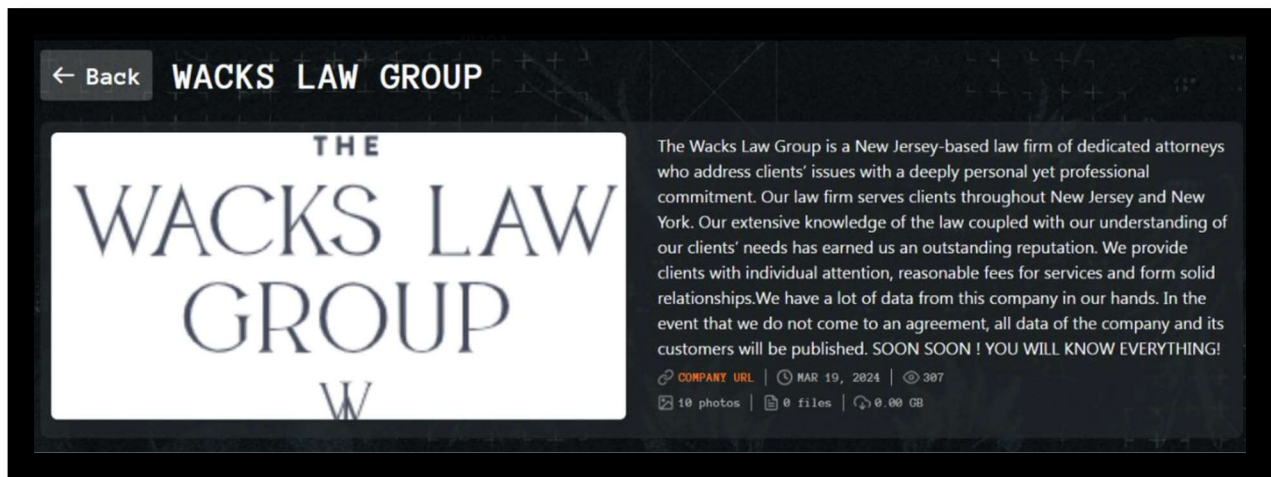 ← Back WACKS LAW GROUP
THE
WACKS LAW
GROUP
W
The Wacks Law Group is a New Jersey-based law firm of dedicated attorneys
who address clients’ issues with a deeply personal yet professional
commitment. Our law firm serves clients throughout New Jersey and New
York. Our extensive knowledge of the law coupled with our understanding of
our clients’ needs has earned us an outstanding reputation. We provide
clients with individual attention, reasonable fees for services and form solid
relationships.We have a lot of data from this company in our hands. In the
event that we do not come to an agreement, all data of the company and its
customers will be published. SOON SOON ! YOU WILL KNOW EVERYTHING!
COMPANY URL | MAR 19, 2024 | 307
10 photos | 0 files | 0.00 GB